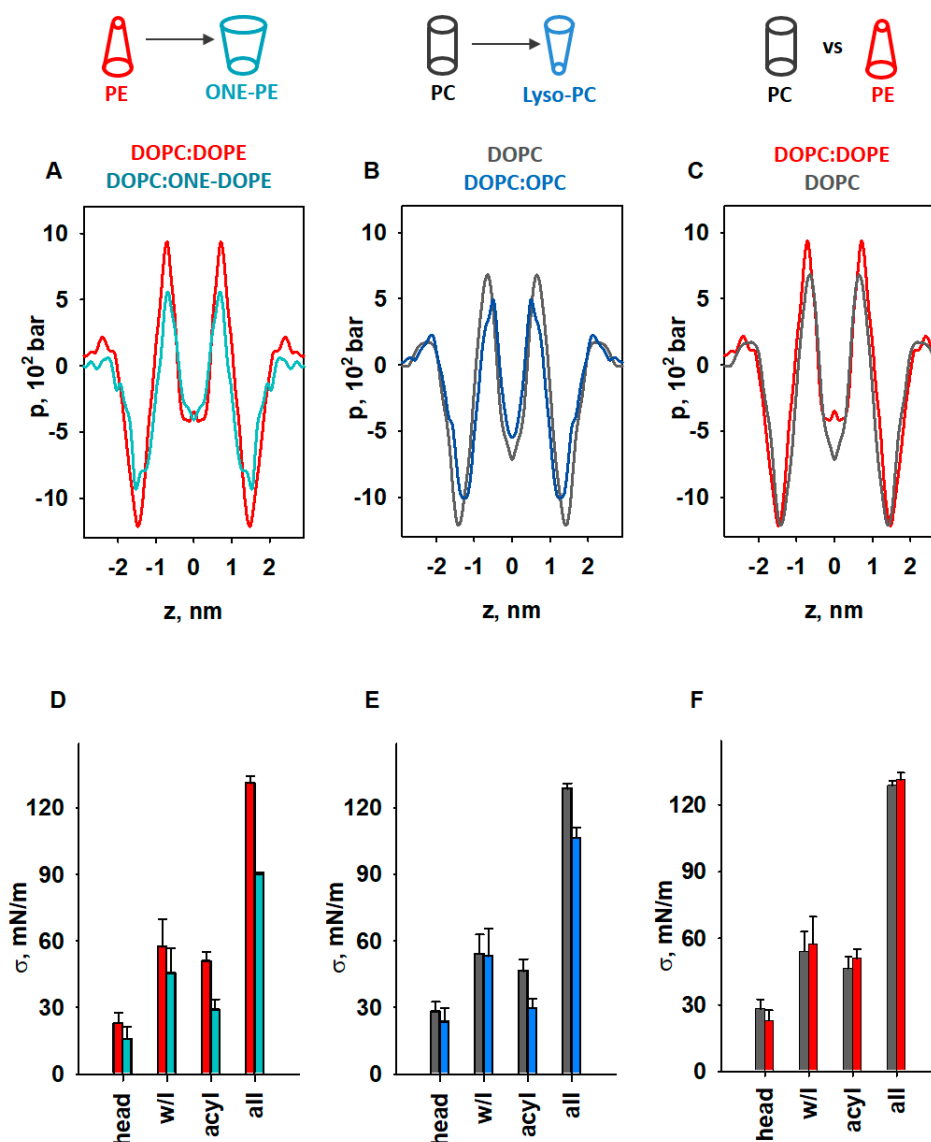 PE
ONE-PE
PC
Lyso-PC
PC
vs
PE
A
DOPC:DOPE
DOPC:ONE-DOPE
B
DOPC
DOPC:OPC
C
DOPC:DOPE
DOPC
p, 10² bar
10
5
0
-5
-10
-2 -1 0 1 2
z, nm
p, 10² bar
10
5
0
-5
-10
-2 -1 0 1 2
z, nm
p, 10² bar
10
5
0
-5
-10
-2 -1 0 1 2
z, nm
D
σ, mN/m
120
90
60
30
0
head
w/l
acyl
all
E
σ, mN/m
120
90
60
30
0
head
w/l
acyl
all
F
σ, mN/m
120
90
60
30
0
head
w/l
acyl
all